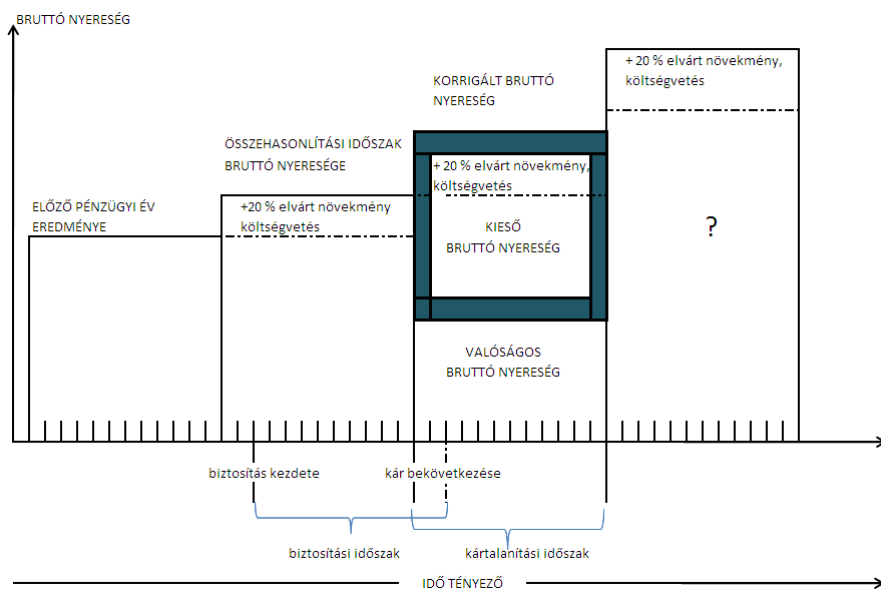 BRUTTÓ NYERESÉG
+ 20 % elvárt növekmény,
költségvetés
KORRIGÁLT BRUTTÓ
NYERESÉG
ÖSSZEHASONLÍTÁSI IDŐSZAK
BRUTTÓ NYERESÉGE
+ 20 % elvárt növekmény,
költségvetés
ELŐZŐ PÉNZÜGYI ÉV
EREDMÉNYE
+20 % elvárt növekmény
költségvetés
KIESŐ
BRUTTÓ NYERESÉG
?
VALÓSÁGOS
BRUTTÓ NYERESÉG
biztosítás kezdete
kár bekövetkezése
biztosítási időszak
kártalanítási időszak
IDŐ TÉNYEZŐ